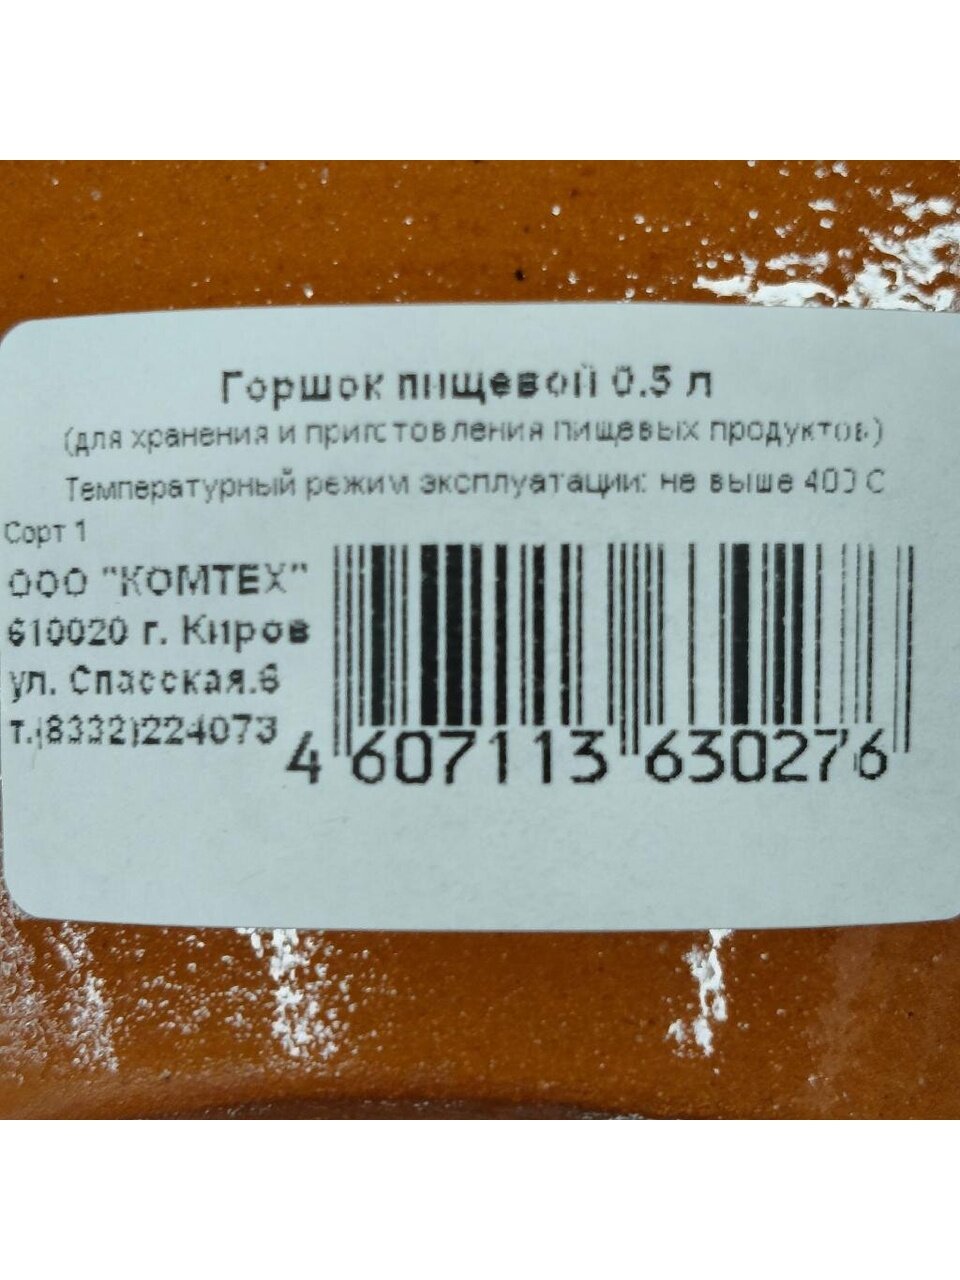 Горшок пищевой 0.5 л
(для хранения и приготовления пищевых продуктов)
Температурный режим эксплуатации: не выше 400 С
Сорт 1
ООО "КОМТЕХ"
610020 г. Киров
ул. Спасская.6
т.(8332)224073
4 607113 630276